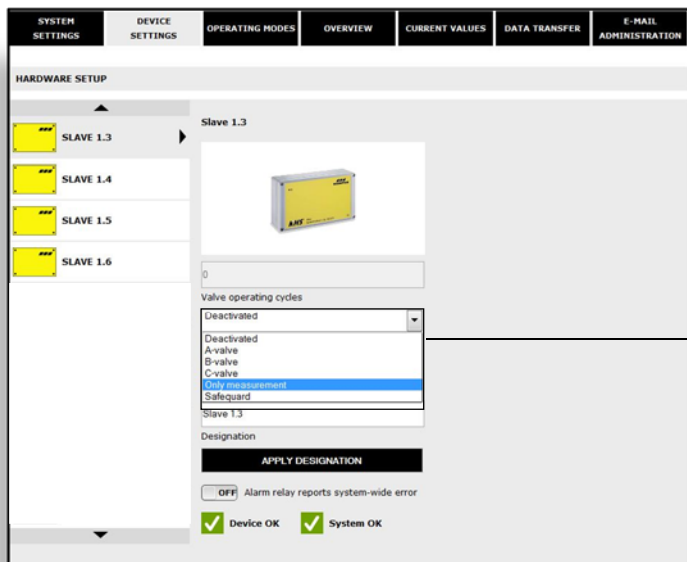 SYSTEM SETTINGS
DEVICE SETTINGS
OPERATING MODES
OVERVIEW
CURRENT VALUES
DATA TRANSFER
E-MAIL ADMINISTRATION
HARDWARE SETUP
SLAVE 1.3
SLAVE 1.4
SLAVE 1.5
SLAVE 1.6
Slave 1.3
0
Valve operating cycles
Deactivated
Deactivated
A-valve
B-valve
C-valve
Only measurement
Safeguard
Slave 1.3
Designation
APPLY DESIGNATION
OFF Alarm relay reports system-wide error
Device OK
System OK